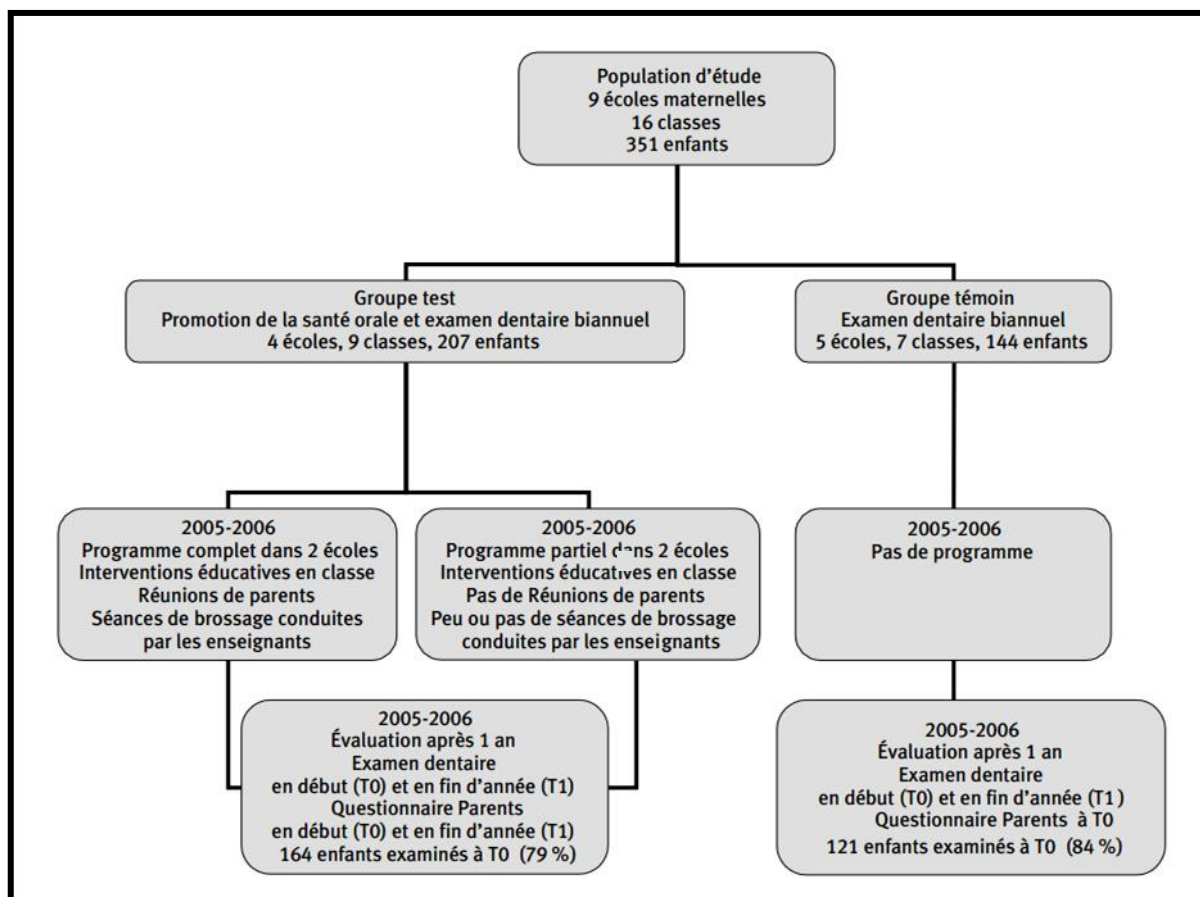 Population d'étude
9 écoles maternelles
16 classes
351 enfants
Groupe test
Promotion de la santé orale et examen dentaire biannuel
4 écoles, 9 classes, 207 enfants
Groupe témoin
Examen dentaire biannuel
5 écoles, 7 classes, 144 enfants
2005-2006
Programme complet dans 2 écoles
Interventions éducatives en classe
Réunions de parents
Séances de brossage conduites
par les enseignants
2005-2006
Programme partiel dans 2 écoles
Interventions éducatives en classe
Pas de Réunions de parents
Peu ou pas de séances de brossage
conduites par les enseignants
2005-2006
Pas de programme
2005-2006
Évaluation après 1 an
Examen dentaire
en début (T0) et en fin d'année (T1)
Questionnaire Parents
en début (T0) et en fin d'année (T1)
164 enfants examinés à T0 (79 %)
2005-2006
Évaluation après 1 an
Examen dentaire
en début (T0) et en fin d'année (T1)
Questionnaire Parents à T0
121 enfants examinés à T0 (84 %)